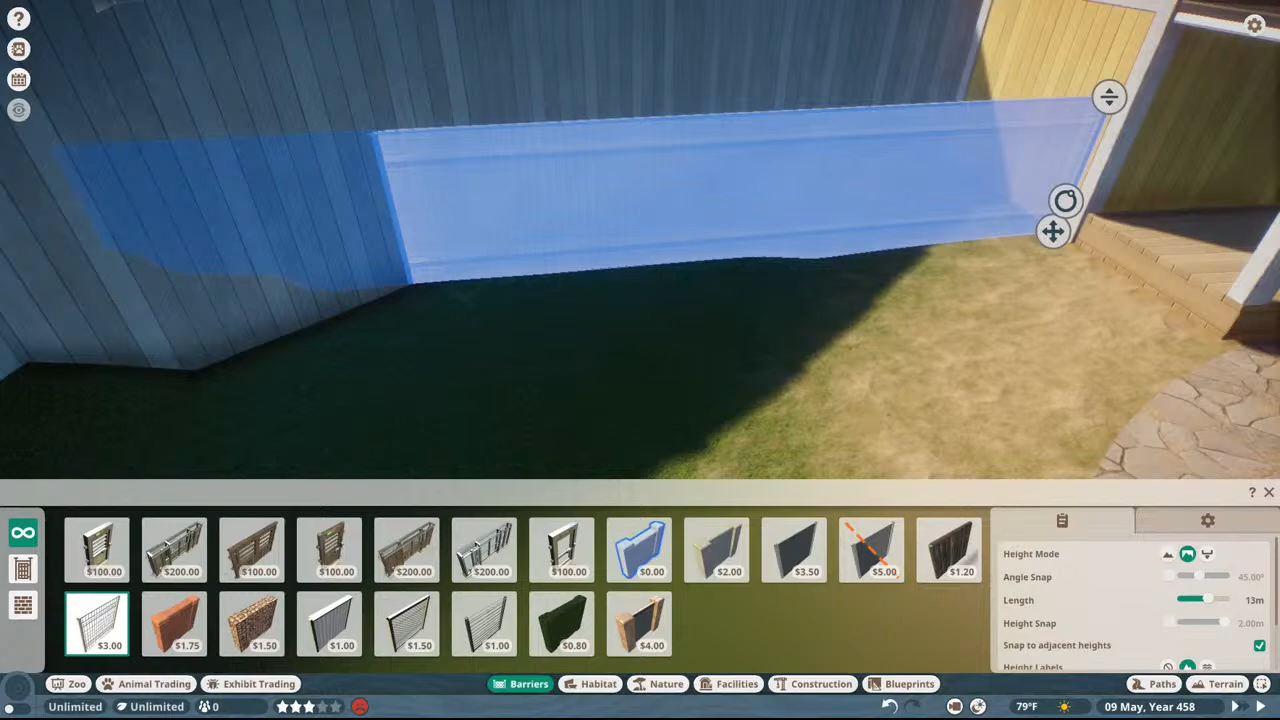 ?
? ×
$100.00 $200.00 $100.00 $100.00 $200.00 $200.00 $100.00 $0.00 $2.00 $3.50 $5.00 $1.20
$3.00 $1.75 $1.50 $1.00 $1.50 $1.00 $0.80 $4.00
Height Mode
Angle Snap 45.00°
Length 13m
Height Snap 2.00m
Snap to adjacent heights
Height Labels
Zoo Animal Trading Exhibit Trading Barriers Habitat Nature Facilities Construction Blueprints Paths Terrain
Unlimited Unlimited 0 79°F 09 May, Year 458